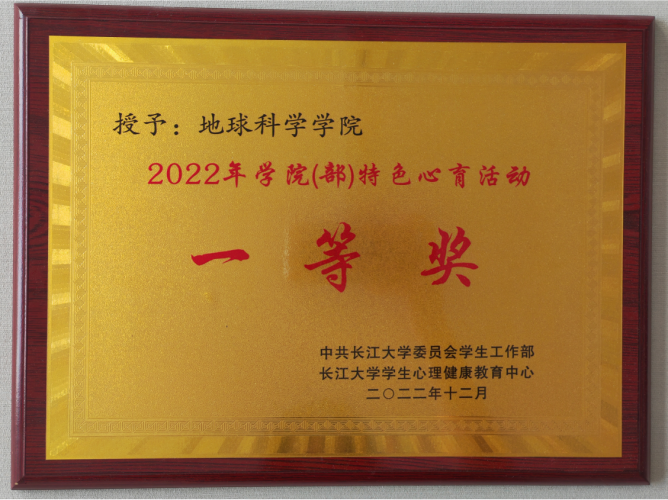 授予：地球科学学院
2022年学院(部)特色心育活动
一等奖
中共长江大学委员会学生工作部
长江大学学生心理健康教育中心
二〇二二年十二月